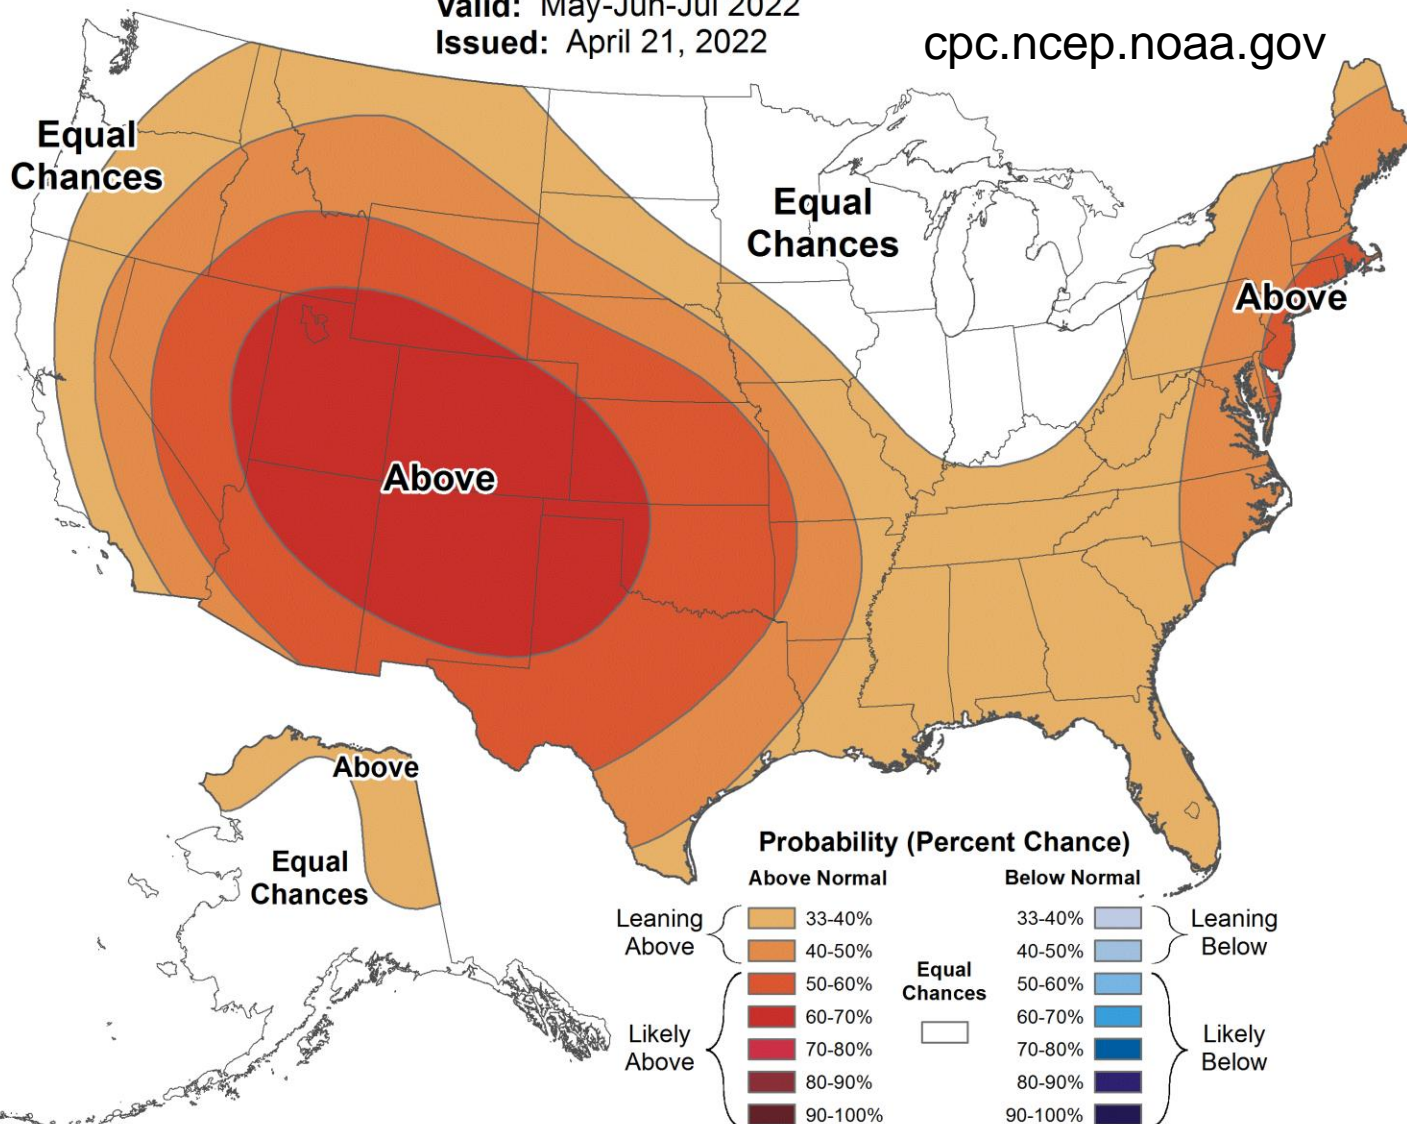 Valid: May-Jun-Jul 2022
Issued: April 21, 2022
cpc.ncep.noaa.gov
Equal
Chances
Equal
Chances
Above
Above
Above
Equal
Chances
Probability (Percent Chance)
Above Normal
Below Normal
Leaning
Above
33-40%
40-50%
Likely
Above
50-60%
60-70%
70-80%
80-90%
90-100%
Equal
Chances
33-40%
40-50%
Leaning
Below
50-60%
60-70%
70-80%
80-90%
90-100%
Likely
Below